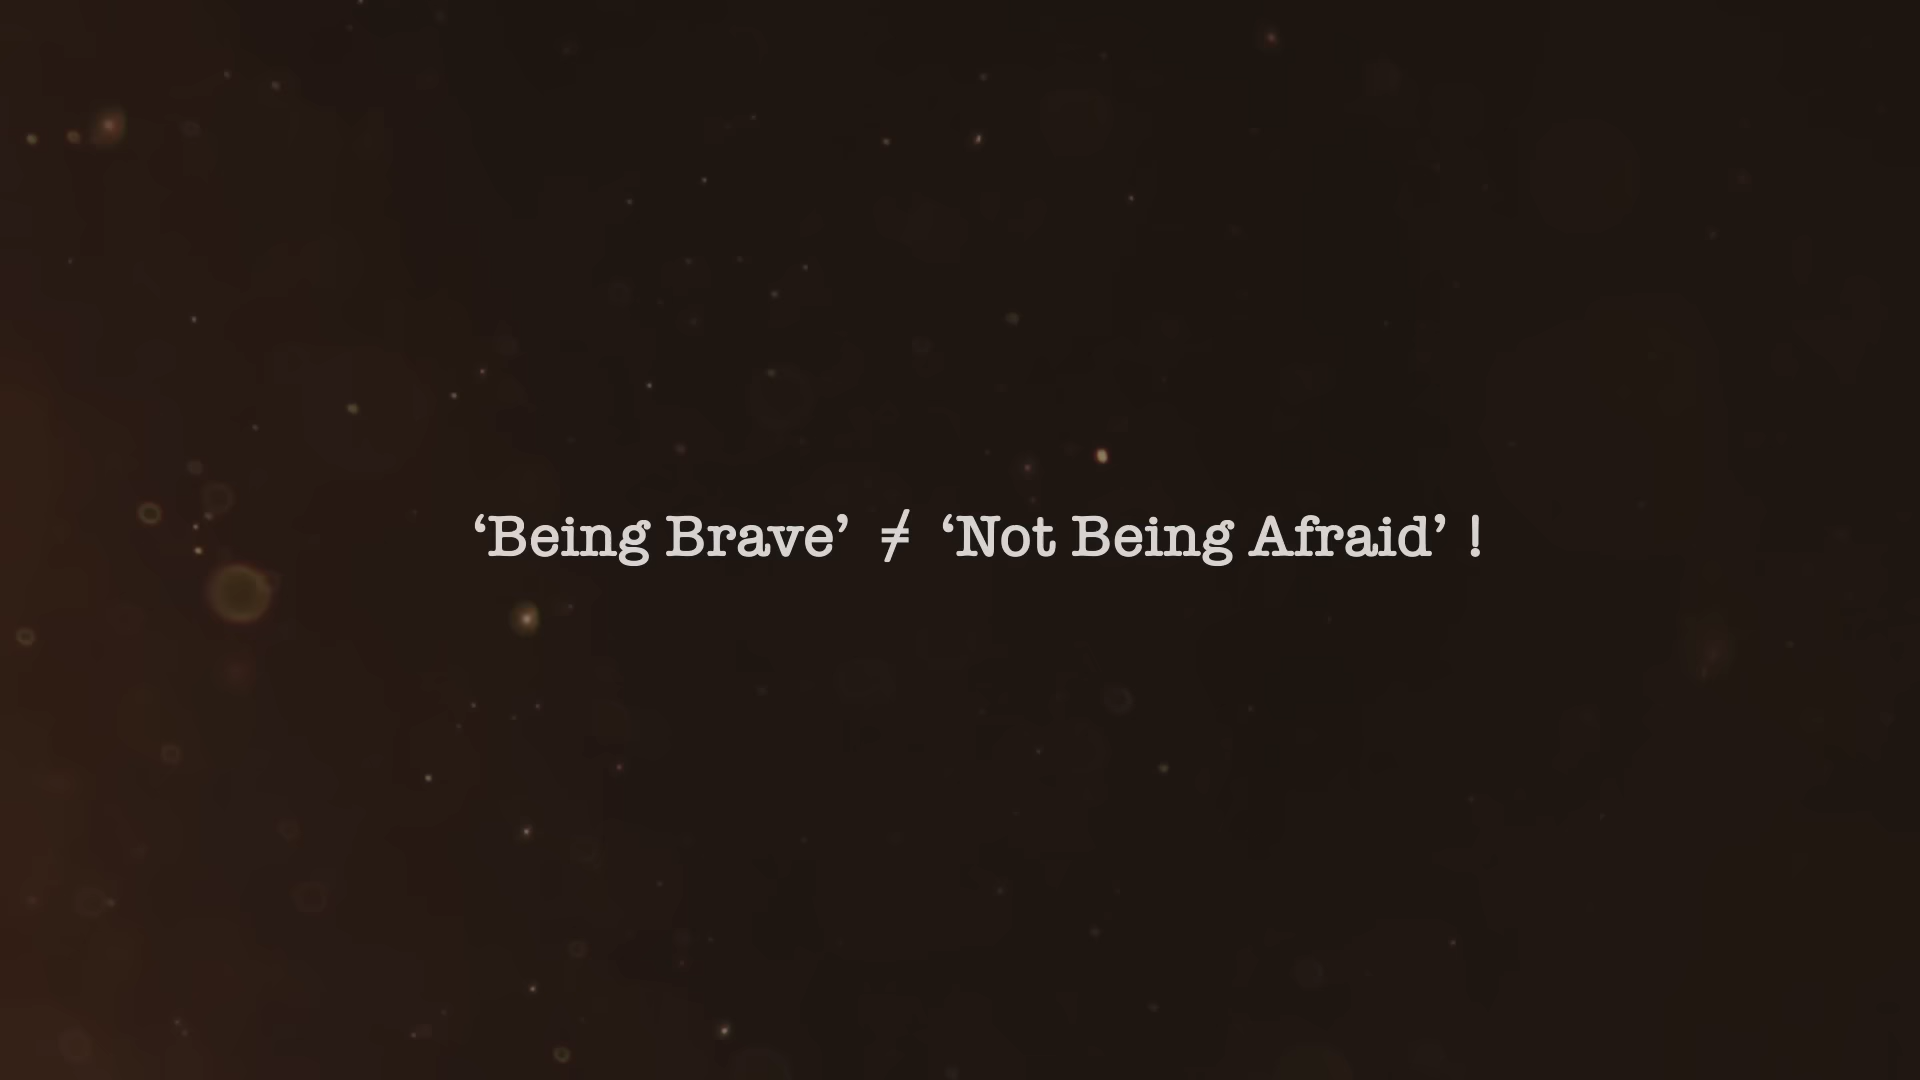 ‘Being Brave’ ≠ ‘Not Being Afraid’ !